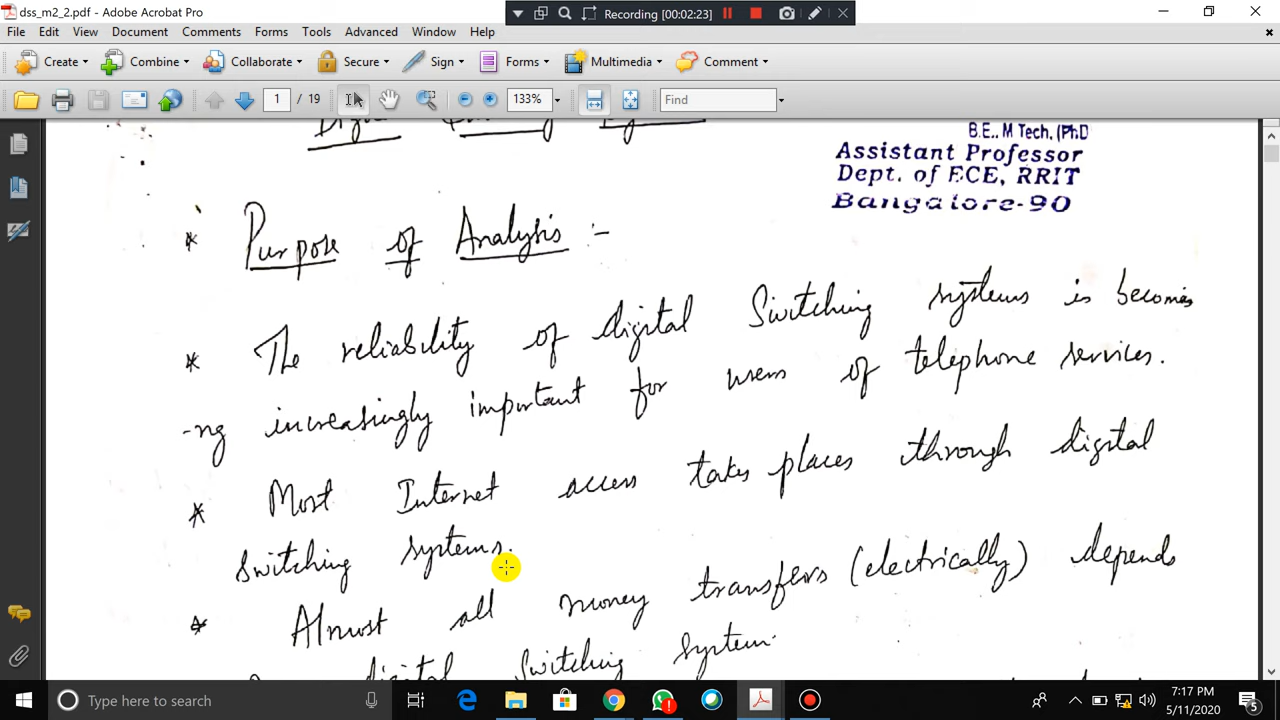 dss_m2_2.pdf - Adobe Acrobat Pro
Recording [00:02:23]
File Edit View Document Comments Forms Tools Advanced Window Help
Create Combine Collaborate Secure Sign Forms Multimedia Comment
1 / 19 133% Find
B.E., M Tech, (Ph.D
Assistant Professor
Dept. of ECE, RRIT
Bangalore-90
* Purpose of Analysis :-
* The reliability of digital Switching systems is becomei
-ng increasingly important for users of telephone services.
* Most Internet access takes places through digital
switching systems.
* Almost all money transfers (electrically) depends
digital switching system.
Type here to search
7:17 PM
5/11/2020
5